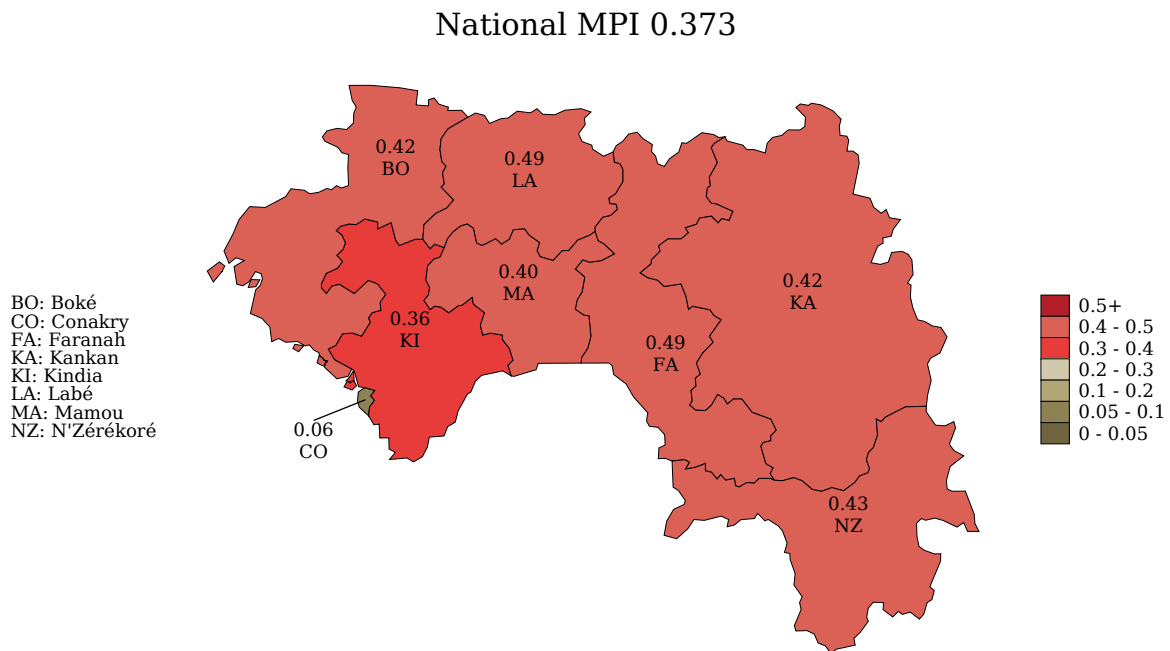 National MPI 0.373
0.42
BO
0.49
LA
0.40
MA
0.42
KA
0.36
KI
0.49
FA
0.06
CO
0.43
NZ
BO: Boké
CO: Conakry
FA: Faranah
KA: Kankan
KI: Kindia
LA: Labé
MA: Mamou
NZ: N'Zérékoré
0.5+
0.4 - 0.5
0.3 - 0.4
0.2 - 0.3
0.1 - 0.2
0.05 - 0.1
0 - 0.05